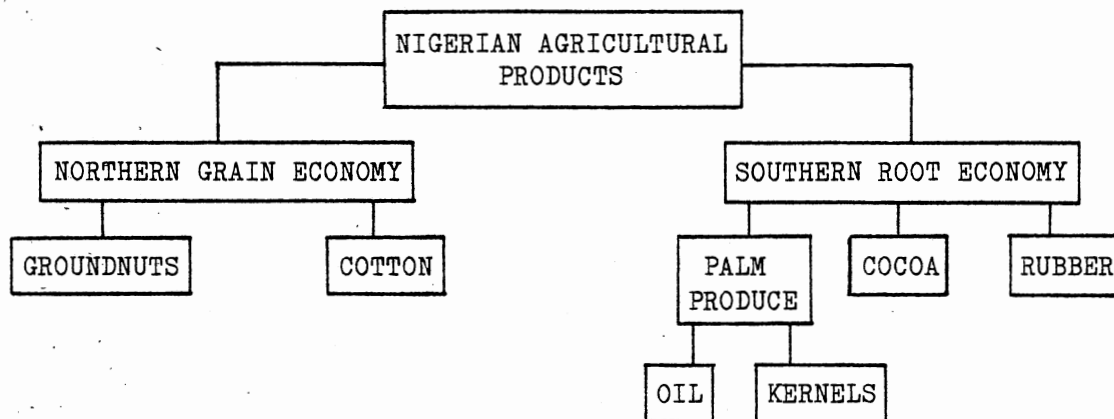 NIGERIAN AGRICULTURAL
PRODUCTS
NORTHERN GRAIN ECONOMY
SOUTHERN ROOT ECONOMY
GROUNDNUTS
COTTON
PALM
PRODUCE
COCOA
RUBBER
OIL
KERNELS